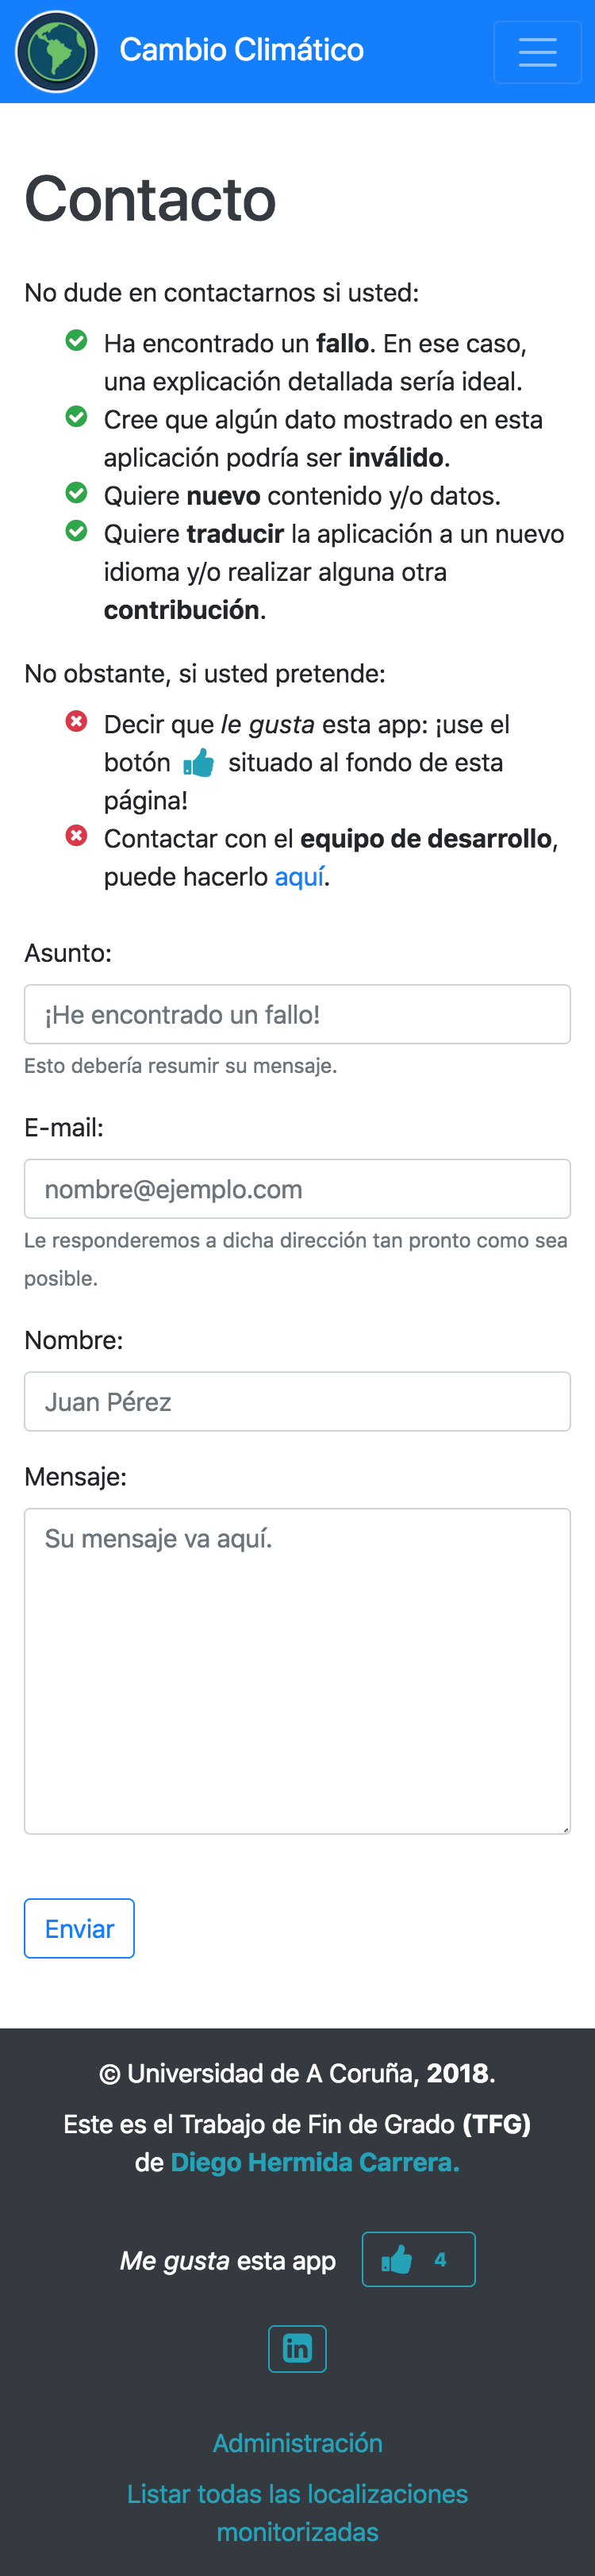 Cambio Climático
Contacto
No dude en contactarnos si usted:
Ha encontrado un fallo. En ese caso,
una explicación detallada sería ideal.
Cree que algún dato mostrado en esta
aplicación podría ser inválido.
Quiere nuevo contenido y/o datos.
Quiere traducir la aplicación a un nuevo
idioma y/o realizar alguna otra
contribución.
No obstante, si usted pretende:
Decir que le gusta esta app: ¡use el
botón situado al fondo de esta
página!
Contactar con el equipo de desarrollo,
puede hacerlo aquí.
Asunto:
¡He encontrado un fallo!
Esto debería resumir su mensaje.
E-mail:
nombre@ejemplo.com
Le responderemos a dicha dirección tan pronto como sea
posible.
Nombre:
Juan Pérez
Mensaje:
Su mensaje va aquí.
Enviar
© Universidad de A Coruña, 2018.
Este es el Trabajo de Fin de Grado (TFG)
de Diego Hermida Carrera.
Me gusta esta app 4
in
Administración
Listar todas las localizaciones
monitorizadas